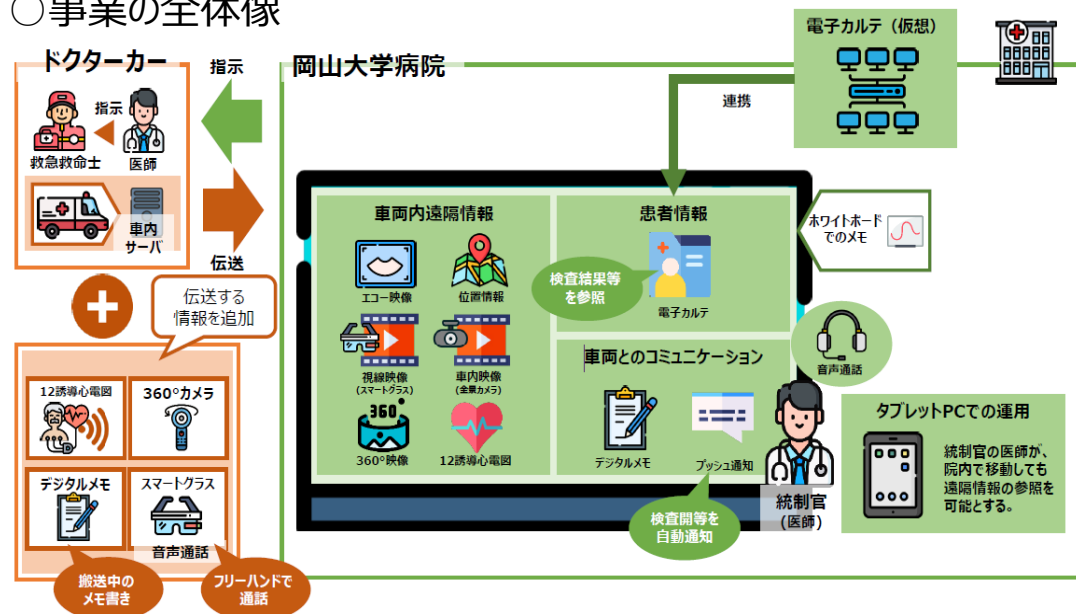 ○事業の全体像
ドクターカー
指示
岡山大学病院
電子カルテ（仮想）
連携
指示
救急救命士
医師
車内
サーバ
伝送
伝送する
情報を追加
12誘導心電図
360°カメラ
デジタルメモ
スマートグラス
音声通話
搬送中の
メモ書き
フリーハンドで
通話
車両内遠隔情報
エコー映像
位置情報
視線映像
(スマートグラス)
車内映像
(全景カメラ)
360°
360°映像
12誘導心電図
患者情報
検査結果等
を参照
電子カルテ
車両とのコミュニケーション
デジタルメモ
プッシュ通知
検査開等を
自動通知
ホワイトボード
でのメモ
音声通話
統制官
(医師)
タブレットPCでの運用
統制官の医師が、
院内で移動しても
遠隔情報の参照を
可能とする。